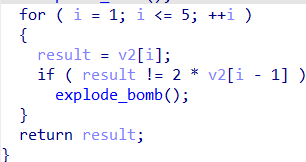 for ( i = 1; i <= 5; ++i )
{
result = v2[i];
if ( result != 2 * v2[i - 1] )
explode_bomb();
}
return result;
}